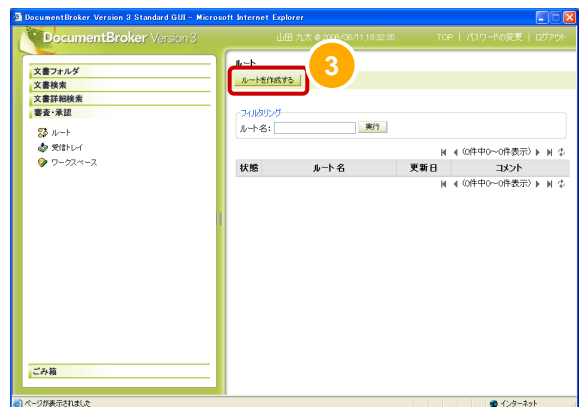 DocumentBroker Version 3 Standard GUI - Microsoft Internet Explorer
DocumentBroker Version 3
山田 九太 @ 2008/08/11,18:32:35 TOP | パスワードの変更 | ログアウト
文書フォルダ
文書検索
文書詳細検索
審査・承認
ルート
受信トレイ
ワークスペース
ごみ箱
ルート
ルートを作成する
3
フィルタリング
ルート名: 実行
(0件中0～0件表示)
状態 ルート名 更新日 コメント
(0件中0～0件表示)
ページが表示されました インターネット